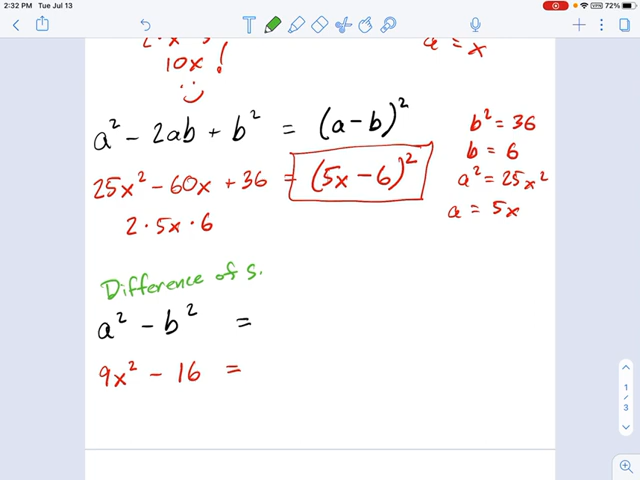 2:32 PM Tue Jul 13
VPN 72%
10x !
a = x
a² − 2ab + b² = (a − b)²
b² = 36
b = 6
25x² − 60x + 36 = (5x − 6)²
a² = 25x²
2 · 5x · 6
a = 5x
Difference of s.
a² − b² =
9x² − 16 =
1
/
3